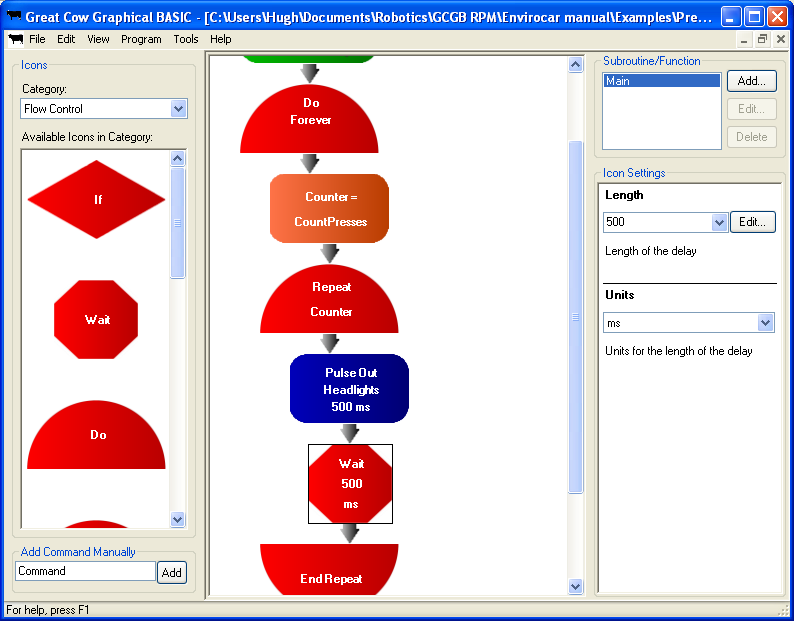 Great Cow Graphical BASIC - [C:\Users\Hugh\Documents\Robotics\GCGB RPM\Envirocar manual\Examples\Pre...
File Edit View Program Tools Help
Icons
Category:
Flow Control
Available Icons in Category:
If
Wait
Do
Add Command Manually
Command
Add
Do
Forever
Counter =
CountPresses
Repeat
Counter
Pulse Out
Headlights
500 ms
Wait
500
ms
End Repeat
Subroutine/Function
Main
Add...
Edit...
Delete
Icon Settings
Length
500
Edit...
Length of the delay
Units
ms
Units for the length of the delay
For help, press F1